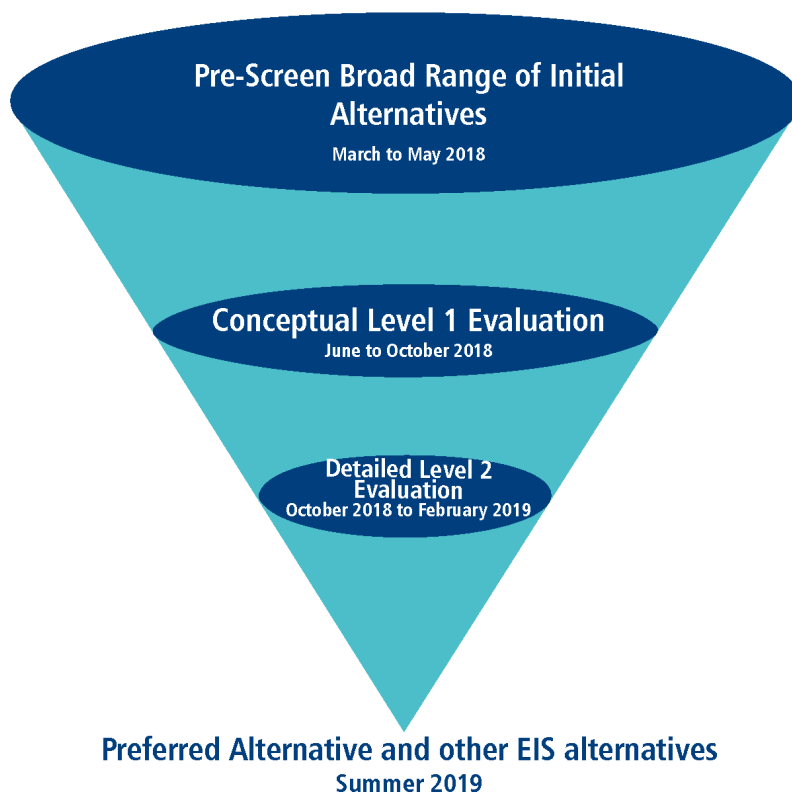 Pre-Screen Broad Range of Initial
Alternatives
March to May 2018
Conceptual Level 1 Evaluation
June to October 2018
Detailed Level 2
Evaluation
October 2018 to February 2019
Preferred Alternative and other EIS alternatives
Summer 2019